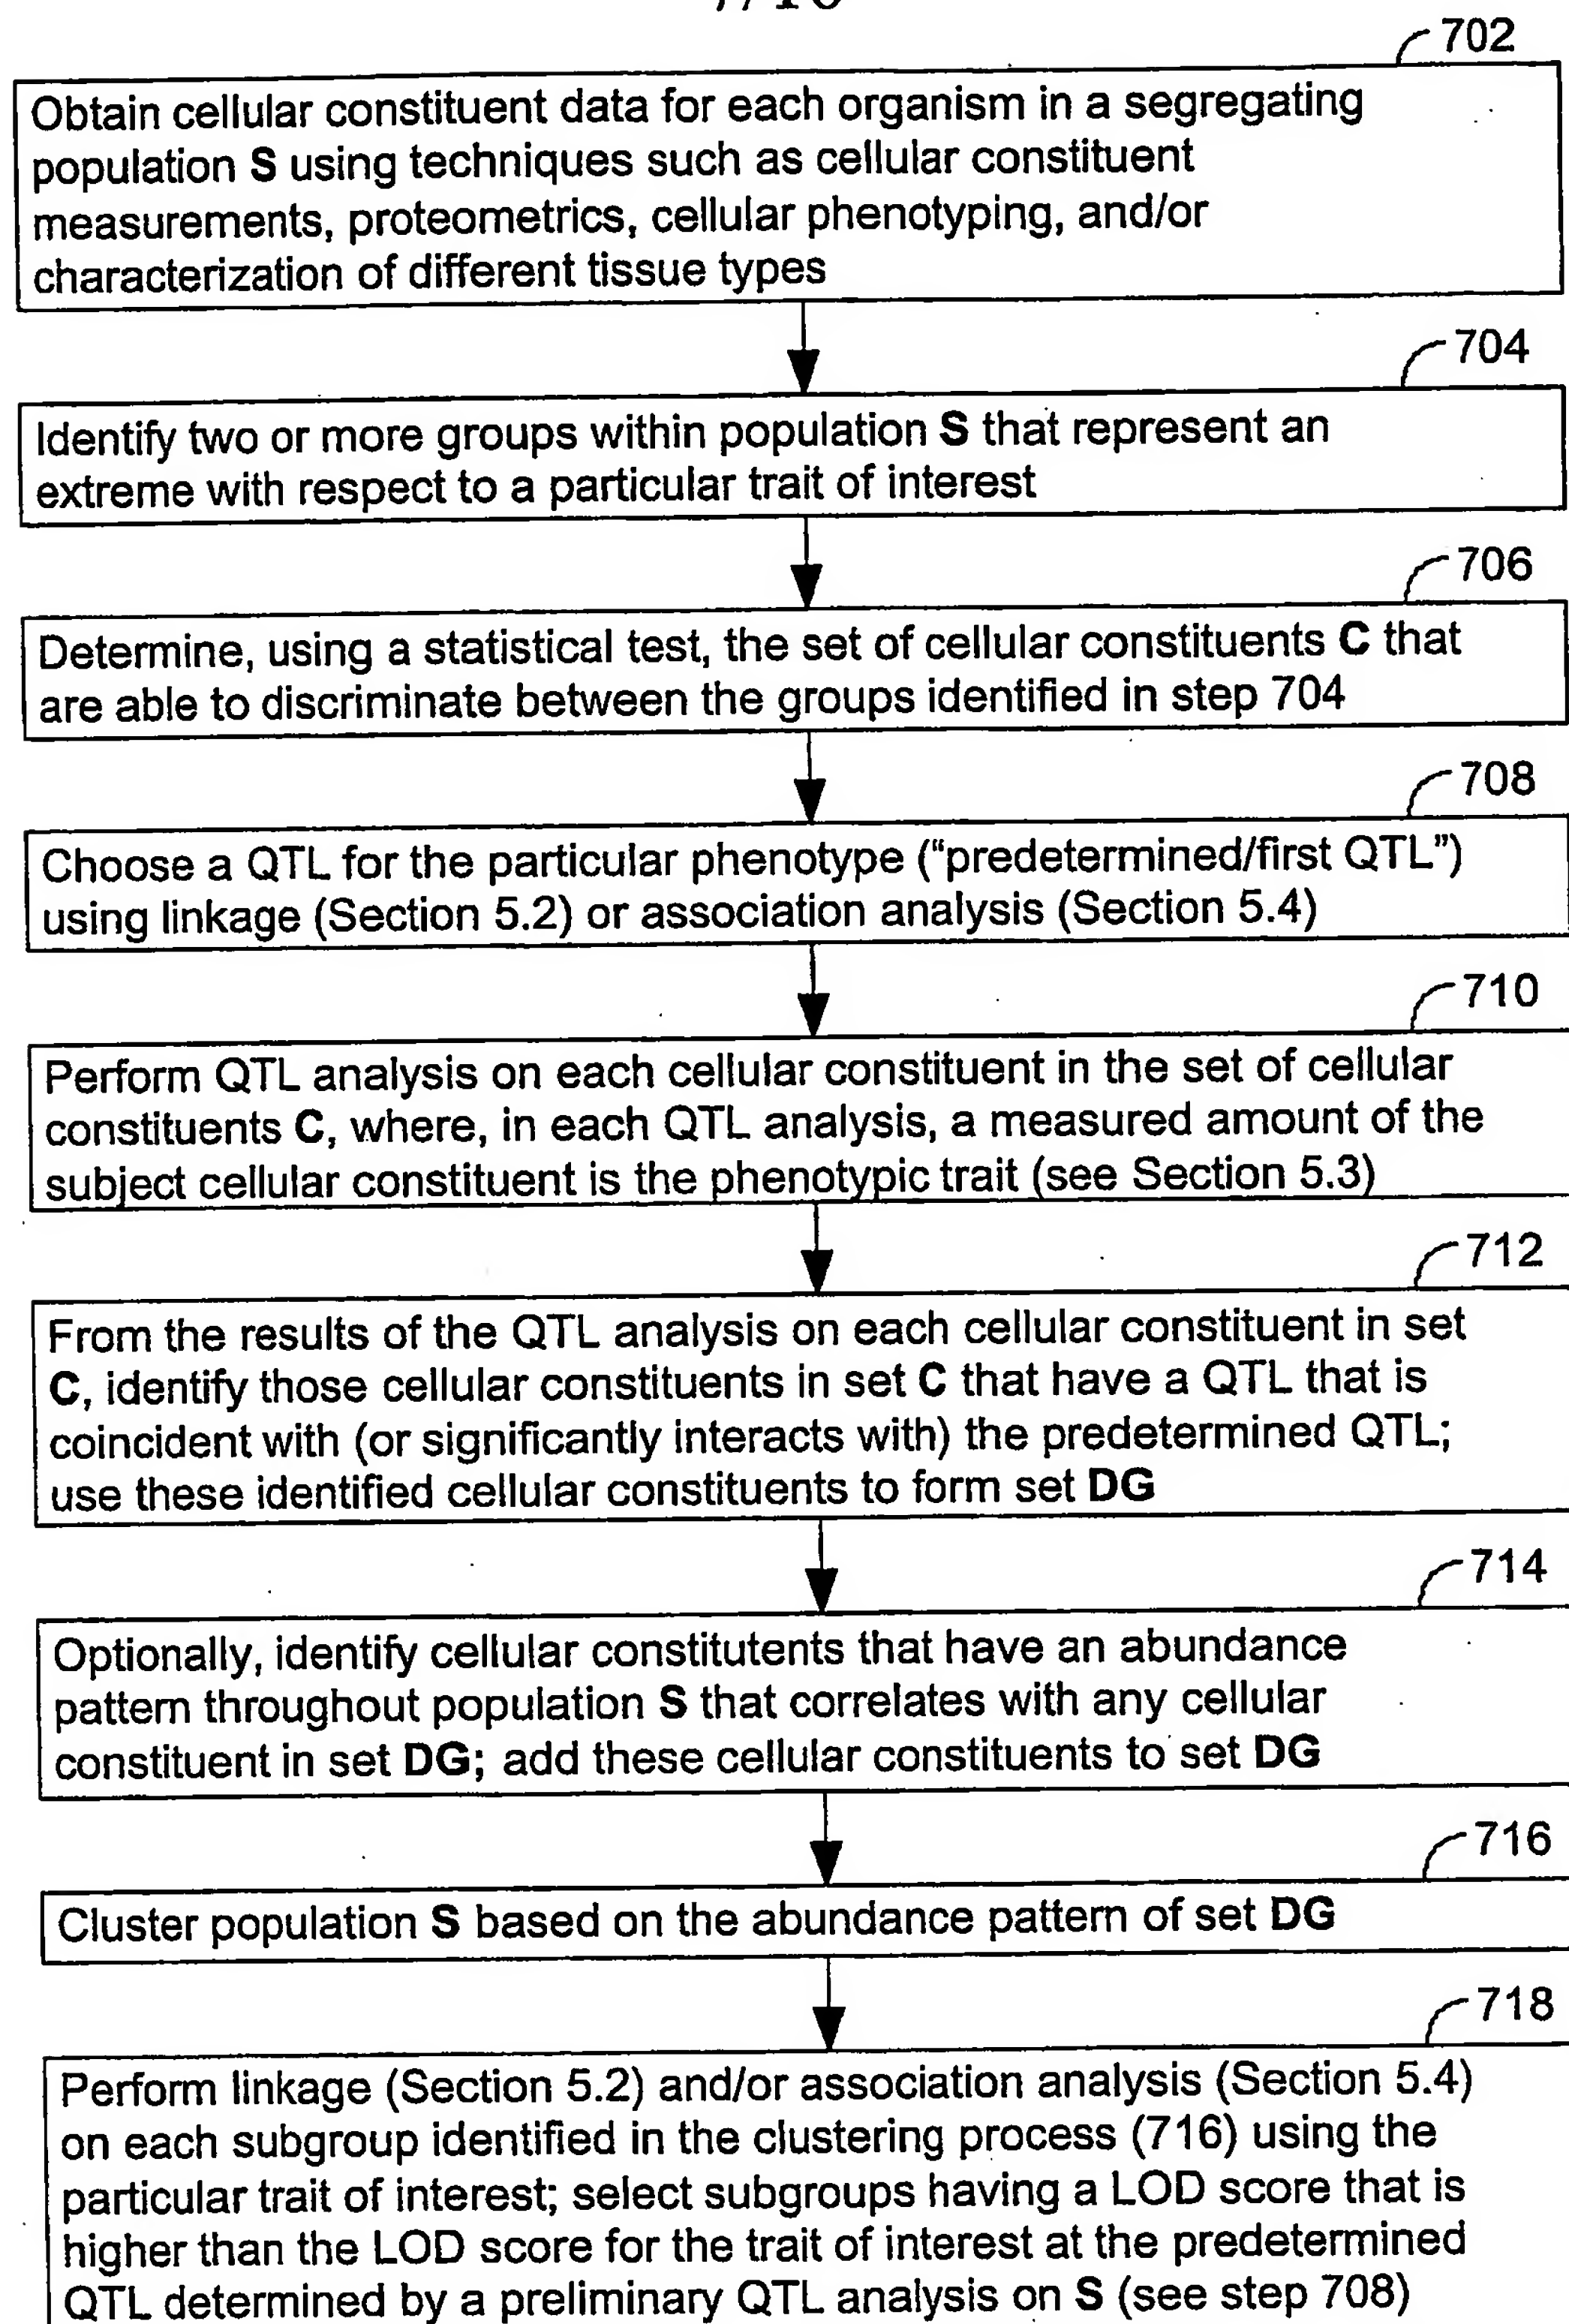 702
Obtain cellular constituent data for each organism in a segregating
population S using techniques such as cellular constituent
measurements, proteometrics, cellular phenotyping, and/or
characterization of different tissue types
704
Identify two or more groups within population S that represent an
extreme with respect to a particular trait of interest
706
Determine, using a statistical test, the set of cellular constituents C that
are able to discriminate between the groups identified in step 704
708
Choose a QTL for the particular phenotype (“predetermined/first QTL”)
using linkage (Section 5.2) or association analysis (Section 5.4)
710
Perform QTL analysis on each cellular constituent in the set of cellular
constituents C, where, in each QTL analysis, a measured amount of the
subject cellular constituent is the phenotypic trait (see Section 5.3)
712
From the results of the QTL analysis on each cellular constituent in set
C, identify those cellular constituents in set C that have a QTL that is
coincident with (or significantly interacts with) the predetermined QTL;
use these identified cellular constituents to form set DG
714
Optionally, identify cellular constitutents that have an abundance
pattern throughout population S that correlates with any cellular
constituent in set DG; add these cellular constituents to set DG
716
Cluster population S based on the abundance pattern of set DG
718
Perform linkage (Section 5.2) and/or association analysis (Section 5.4)
on each subgroup identified in the clustering process (716) using the
particular trait of interest; select subgroups having a LOD score that is
higher than the LOD score for the trait of interest at the predetermined
QTL determined by a preliminary QTL analysis on S (see step 708)